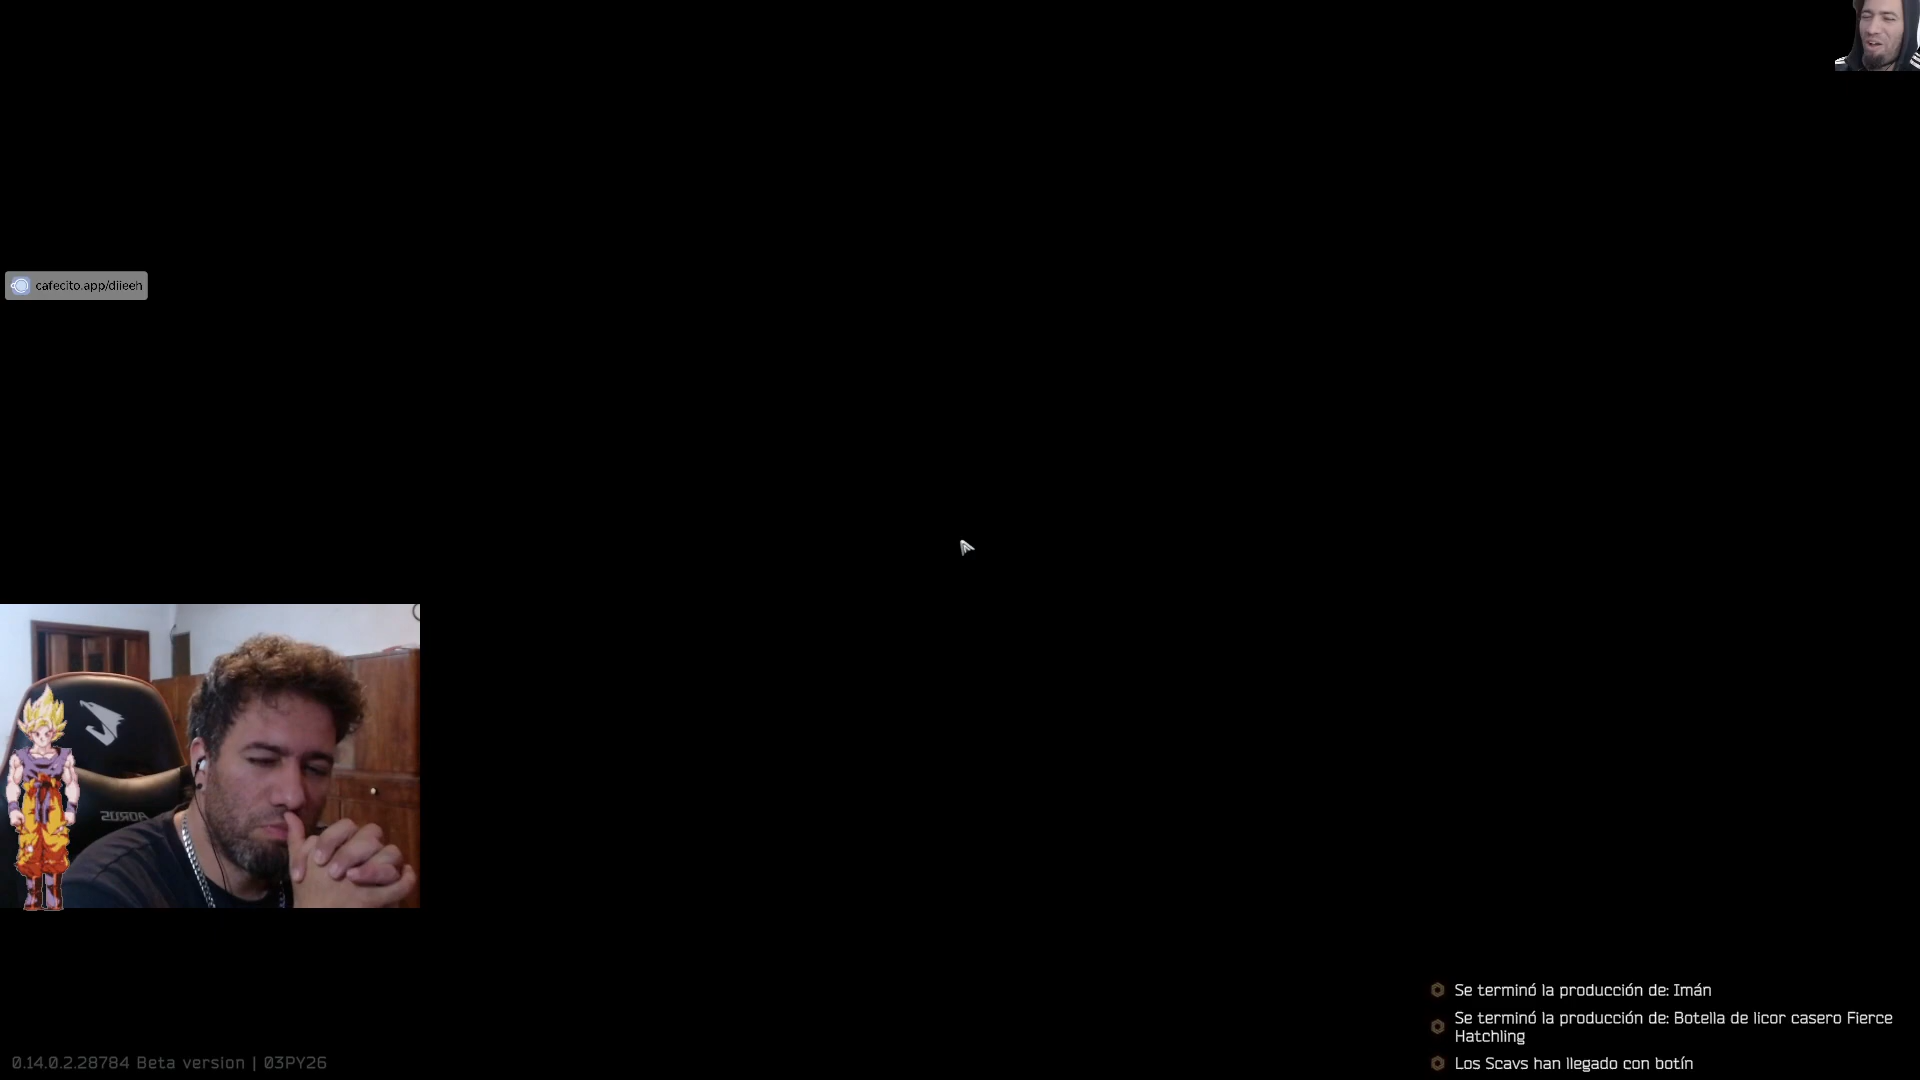 cafecito.app/diieeh
AORUS
Se terminó la producción de: Imán
Se terminó la producción de: Botella de licor casero Fierce
Hatchling
Los Scavs han llegado con botín
0.14.0.2.28784 Beta version | 03PY26